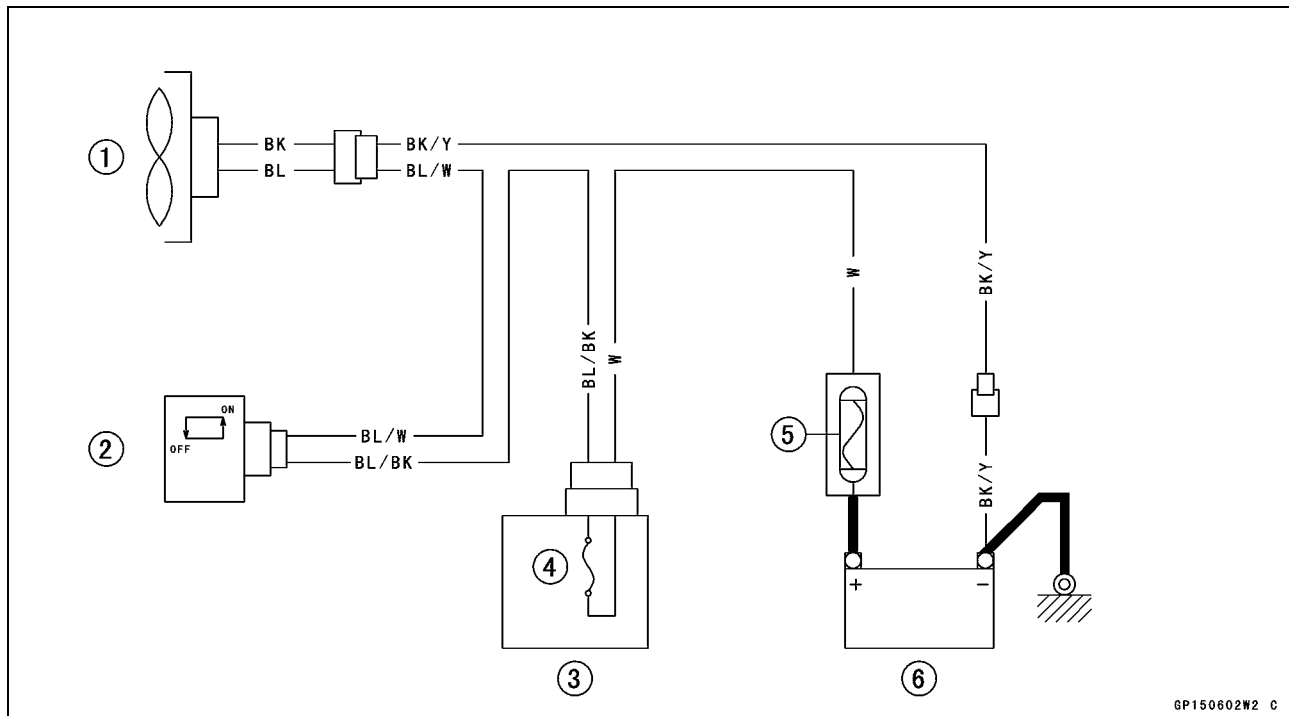 1
BK
BK/Y
BL
BL/W
W
BK/Y
BL/BK
W
ON
OFF
2
BL/W
BL/BK
5
BK/Y
4
+
−
3
6
GP150602W2 C